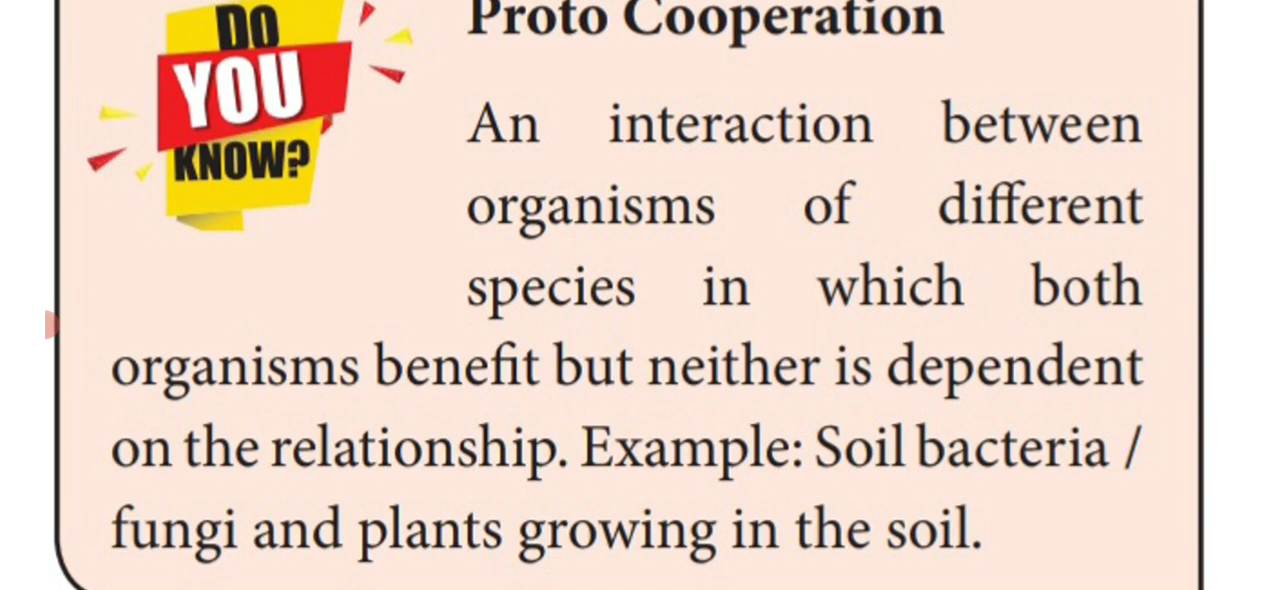 DO
YOU
KNOW?
Proto Cooperation
An interaction between
organisms of different
species in which both
organisms benefit but neither is dependent
on the relationship. Example: Soil bacteria /
fungi and plants growing in the soil.